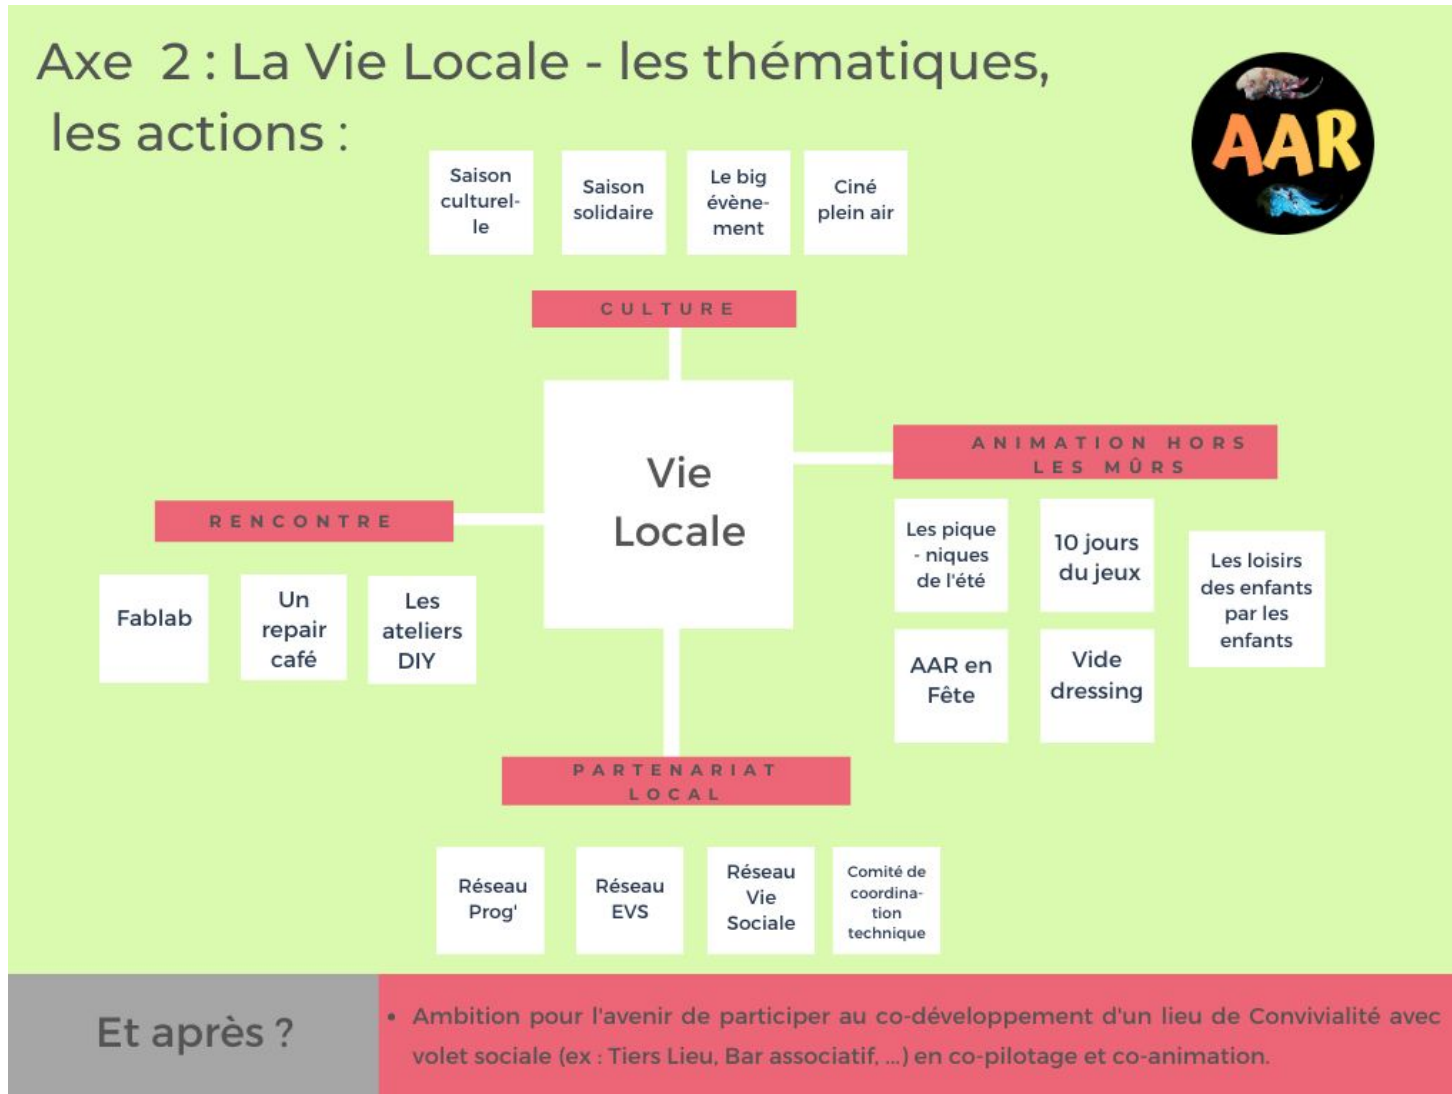 Axe 2 : La Vie Locale - les thématiques,
les actions :
AAR
Saison
culturel-
le
Saison
solidaire
Le big
évène-
ment
Ciné
plein air
CULTURE
Vie
Locale
ANIMATION HORS
LES MÛRS
Les pique
- niques
de l'été
10 jours
du jeux
Les loisirs
des enfants
par les
enfants
AAR en
Fête
Vide
dressing
RENCONTRE
Fablab
Un
repair
café
Les
ateliers
DIY
PARTENARIAT
LOCAL
Réseau
Prog'
Réseau
EVS
Réseau
Vie
Sociale
Comité de
coordina-
tion
technique
Et après ?
• Ambition pour l'avenir de participer au co-développement d'un lieu de Convivialité avec
volet sociale (ex : Tiers Lieu, Bar associatif, ...) en co-pilotage et co-animation.